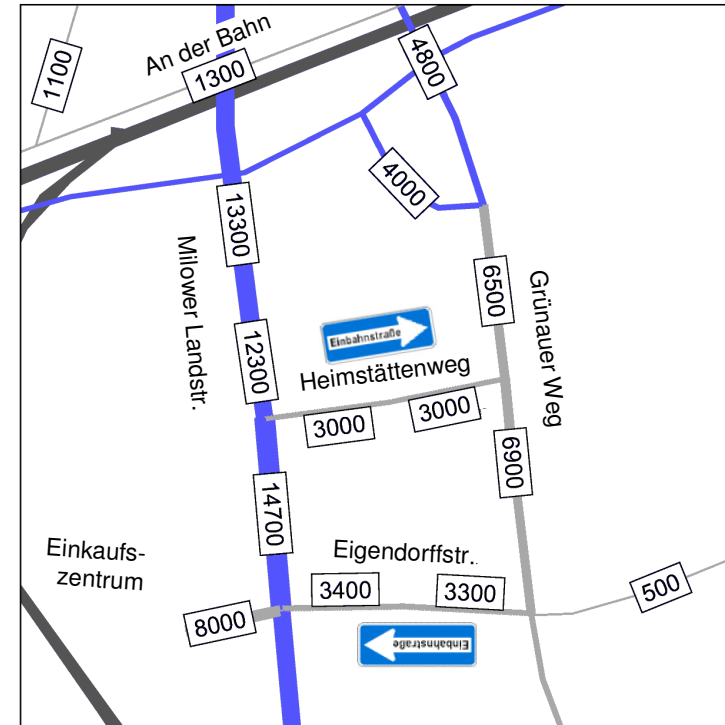 An der Bahn
1100
1300
4800
4000
13300
Milower Landstr.
6500
Grünauer Weg
Einbahnstraße
12300
Heimstättenweg
3000
3000
6900
14700
Einkaufs-
zentrum
Eigendorffstr.
3400
3300
500
8000
Einbahnstraße